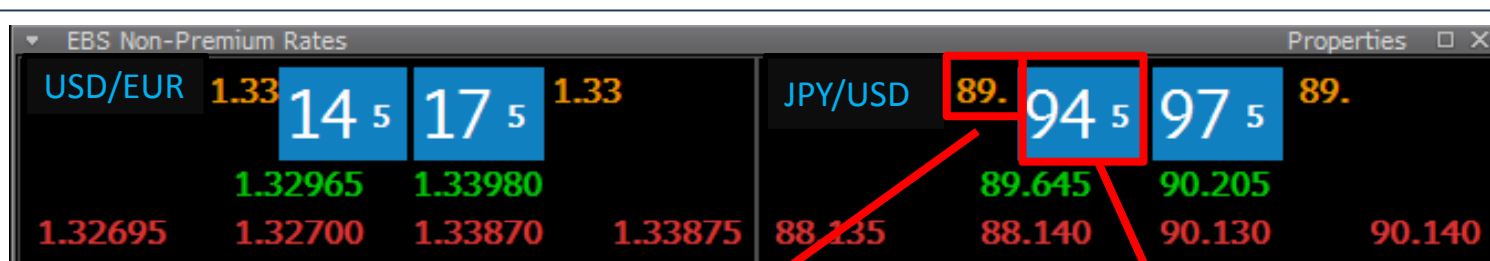 EBS Non-Premium Rates Properties
USD/EUR 1.33 14 5 17 5 1.33
1.32965 1.33980
1.32695 1.32700 1.33870 1.33875
JPY/USD 89. 94 5 97 5 89.
89.645 90.205
88.135 88.140 90.130 90.140